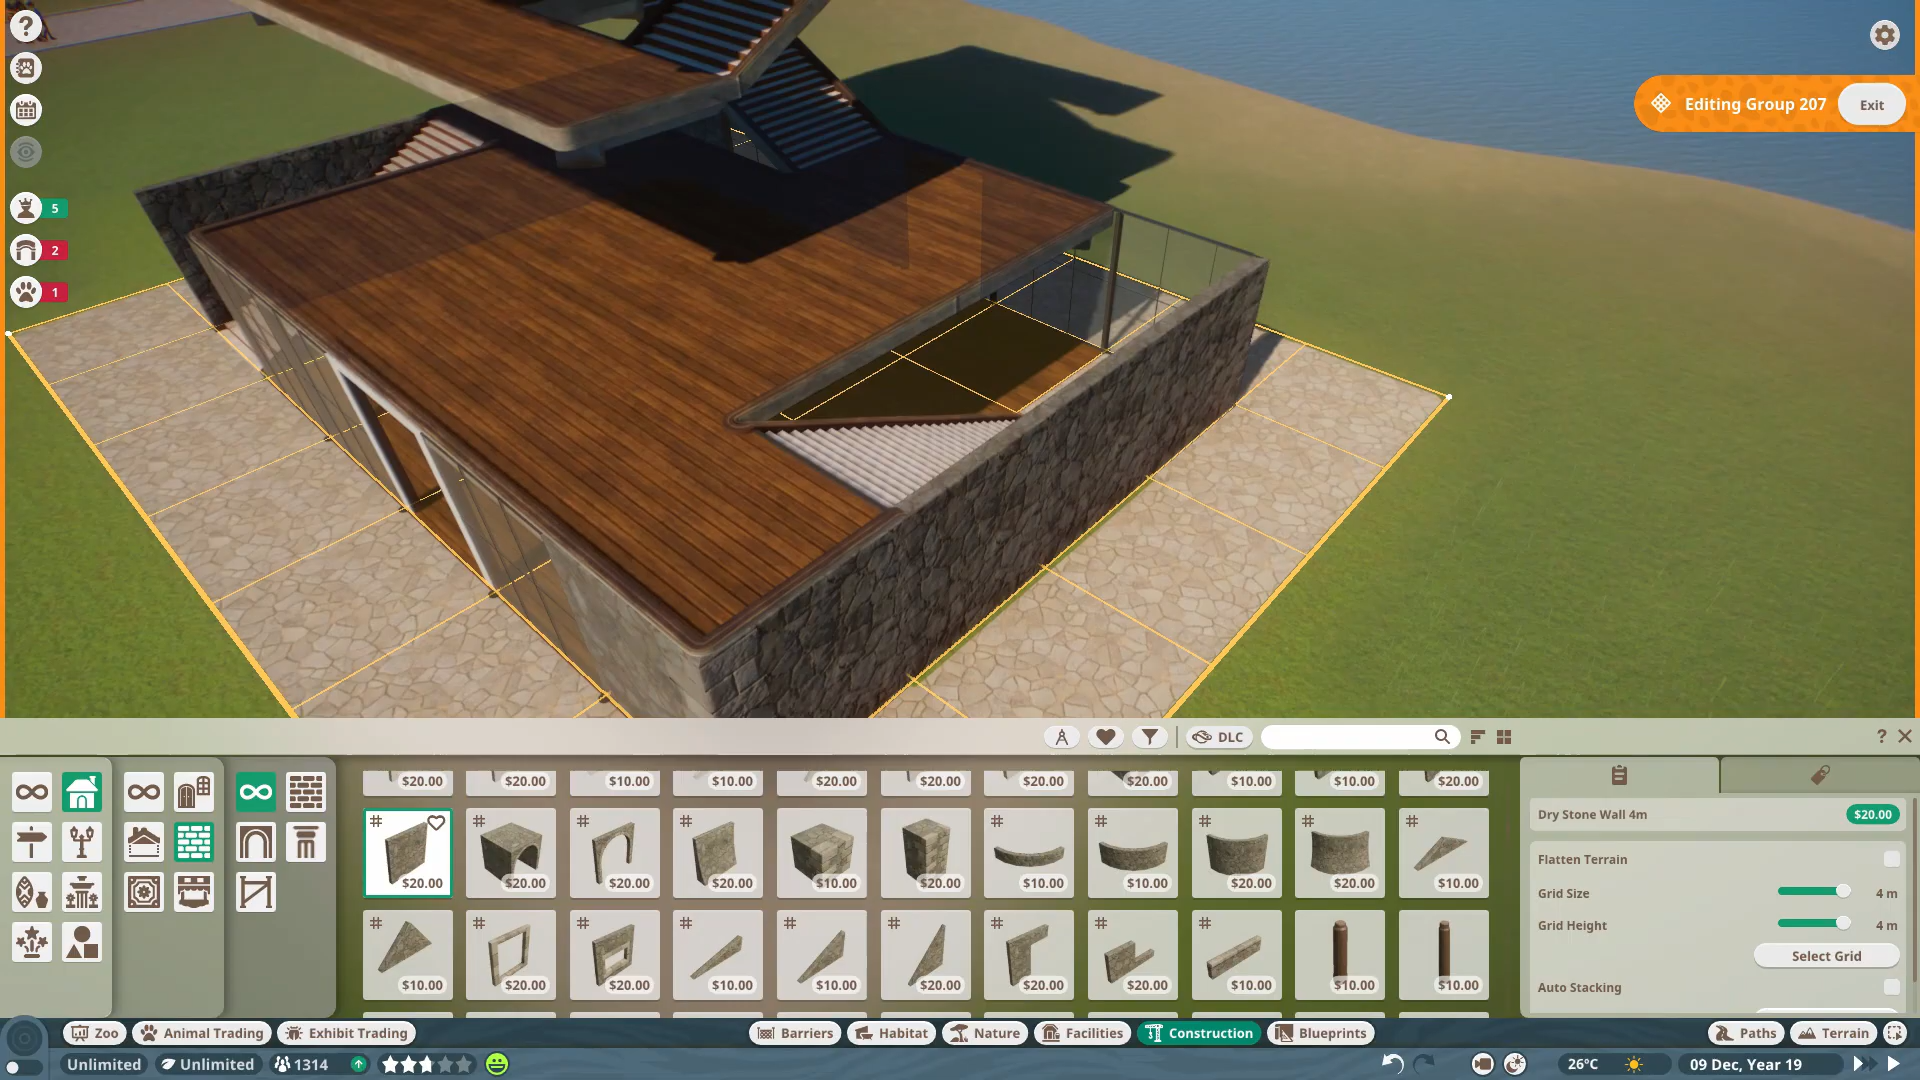 ?
Editing Group 207
Exit
5
2
1
DLC
?
$20.00 $20.00 $10.00 $10.00 $20.00 $20.00 $20.00 $20.00 $10.00 $10.00 $20.00
$20.00 $20.00 $20.00 $20.00 $10.00 $20.00 $10.00 $10.00 $20.00 $20.00 $10.00
$10.00 $20.00 $20.00 $10.00 $10.00 $20.00 $20.00 $20.00 $10.00 $10.00 $10.00
Dry Stone Wall 4m $20.00
Flatten Terrain
Grid Size 4 m
Grid Height 4 m
Select Grid
Auto Stacking
Zoo Animal Trading Exhibit Trading Barriers Habitat Nature Facilities Construction Blueprints Paths Terrain
Unlimited Unlimited 1314 26°C 09 Dec, Year 19